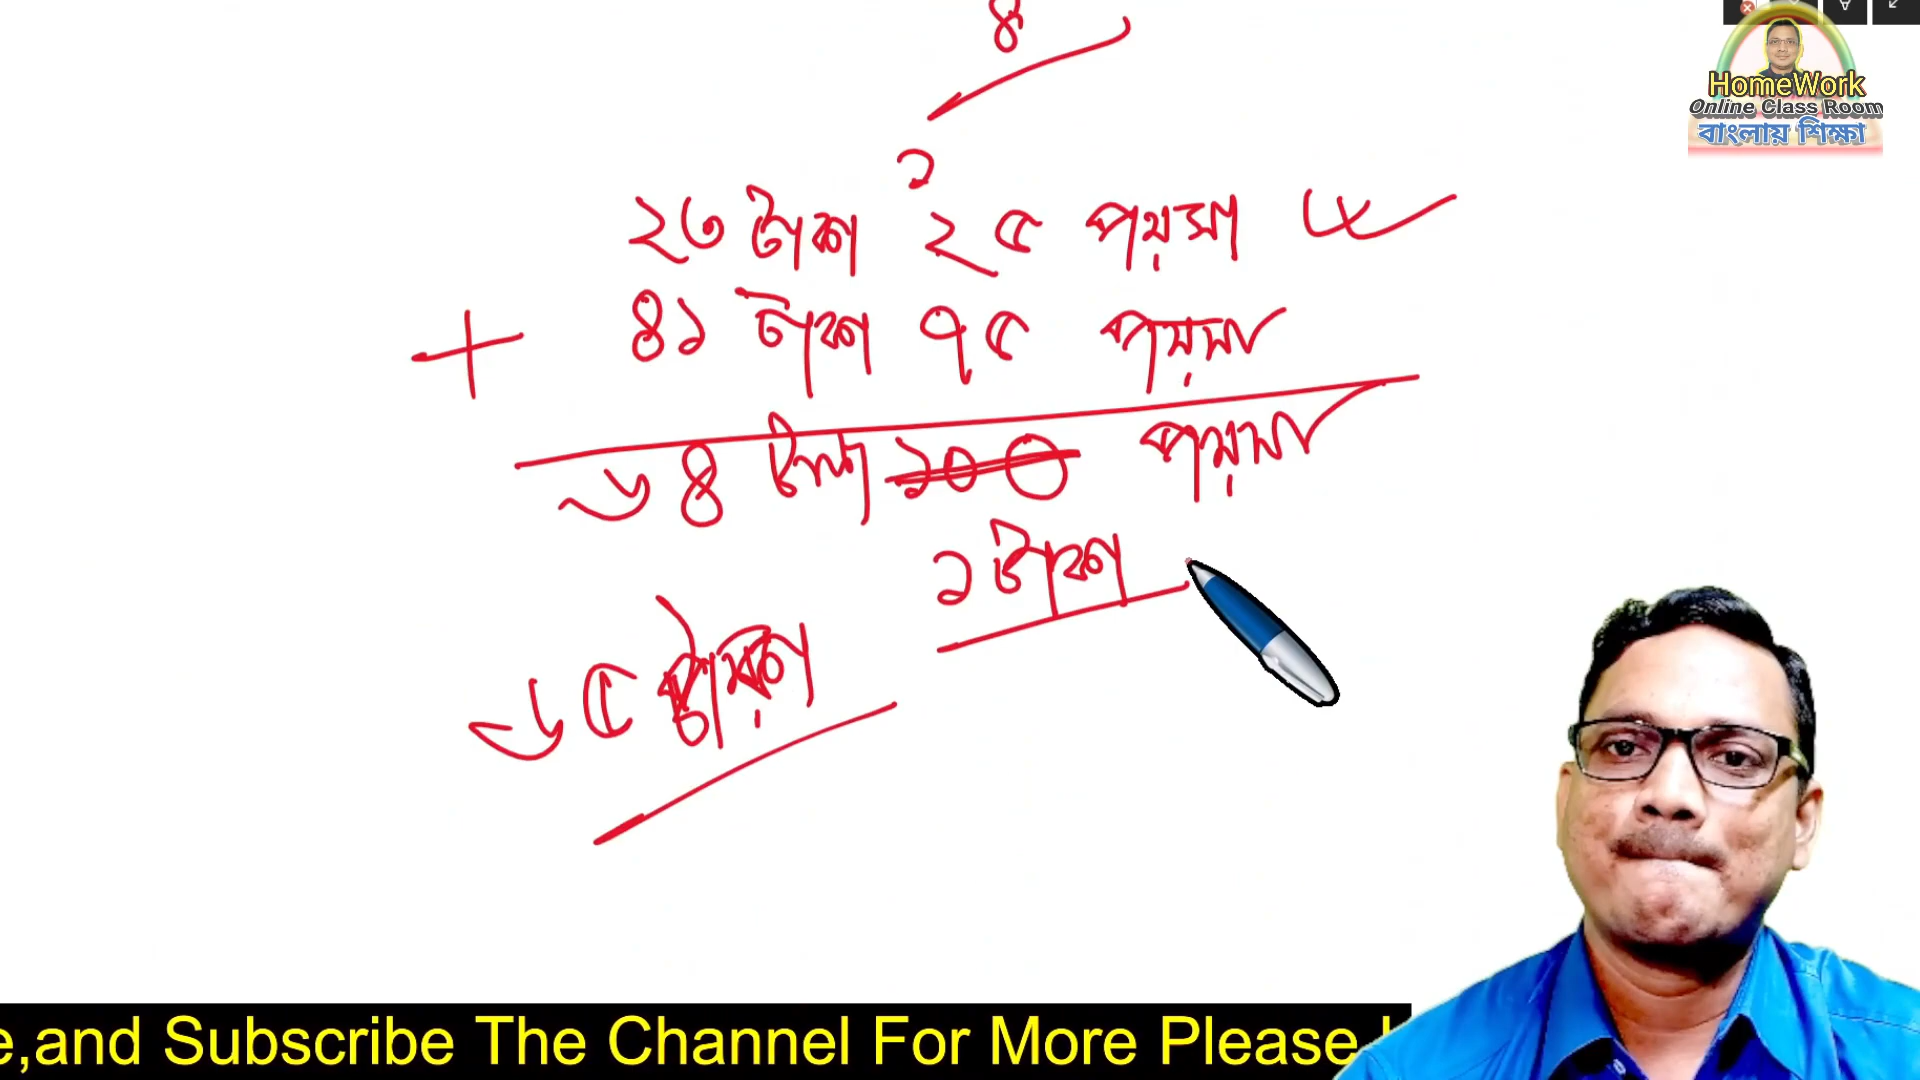 ৪
HomeWork
Online Class Room
বাংলায় শিক্ষা
১
২৩ টাকা ২৫ পয়সা
+ ৪১ টাকা ৭৫ পয়সা
৬৪ টাকা ১০০ পয়সা
১ টাকা
৬৫ টাকা
e,and Subscribe The Channel For More Please